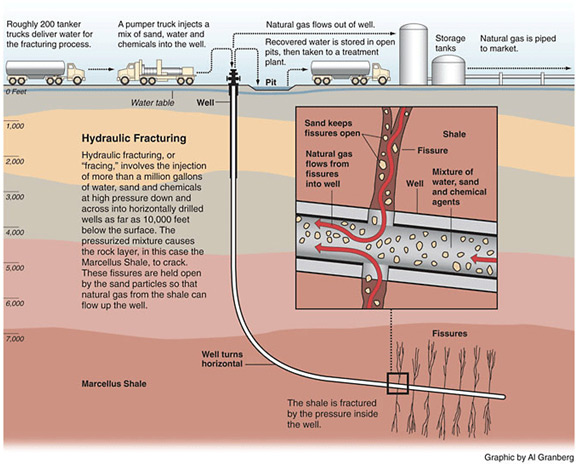 Roughly 200 tanker
trucks deliver water for
the fracturing process.
A pumper truck injects a
mix of sand, water and
chemicals into the well.
Natural gas flows out of well.
Recovered water is stored in open
pits, then taken to a treatment
plant.
Storage
tanks
Natural gas is piped
to market.
Pit
0 Feet
Water table
Well
1,000
2,000
3,000
4,000
5,000
6,000
7,000
Hydraulic Fracturing
Hydraulic fracturing, or
“fracing,” involves the injection
of more than a million gallons
of water, sand and chemicals
at high pressure down and
across into horizontally drilled
wells as far as 10,000 feet
below the surface. The
pressurized mixture causes
the rock layer, in this case the
Marcellus Shale, to crack.
These fissures are held open
by the sand particles so that
natural gas from the shale can
flow up the well.
Sand keeps
fissures open
Shale
Fissure
Natural gas
flows from
fissures
into well
Well
Mixture of
water, sand
and chemical
agents
Fissures
Well turns
horizontal
Marcellus Shale
The shale is fractured
by the pressure inside
the well.
Graphic by Al Granberg